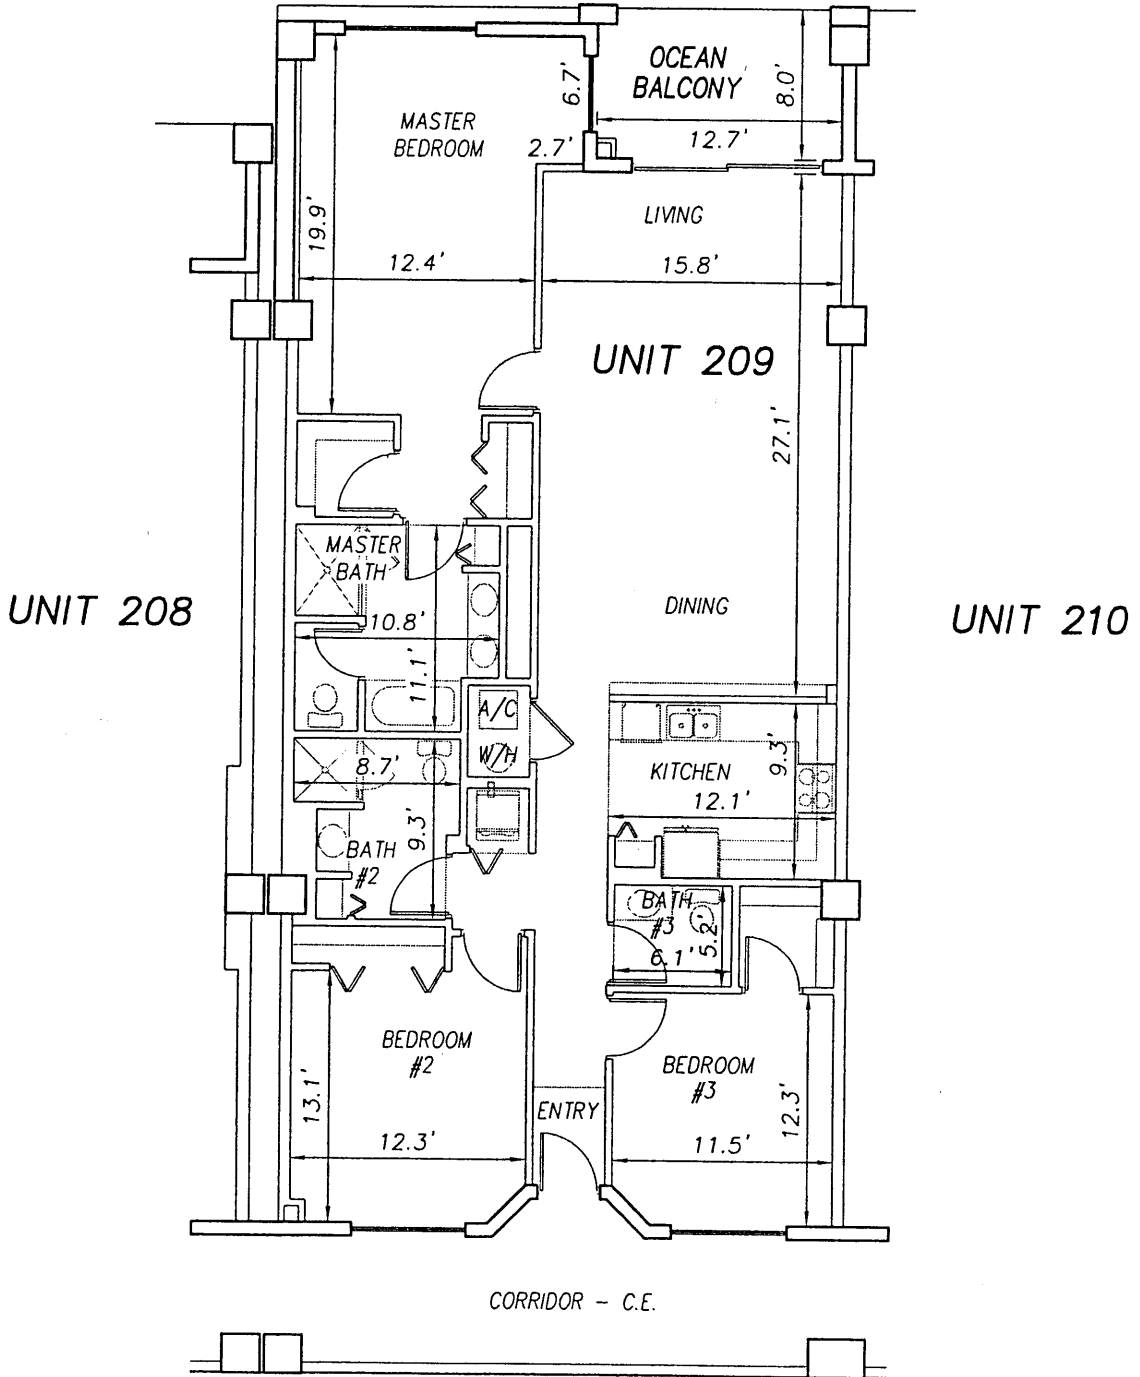 OCEAN
BALCONY
8.0'
6.7'
12.7'
MASTER
BEDROOM
2.7'
LIVING
19.9'
12.4'
15.8'
UNIT 209
27.1'
MASTER
BATH
UNIT 208
10.8'
11.1'
DINING
UNIT 210
A/C
W/H
8.7'
KITCHEN
9.3'
12.1'
9.3'
BATH
#2
BATH
#3
5.2'
6.1'
BEDROOM
#2
BEDROOM
#3
13.1'
12.3'
ENTRY
12.3'
11.5'
CORRIDOR - C.E.